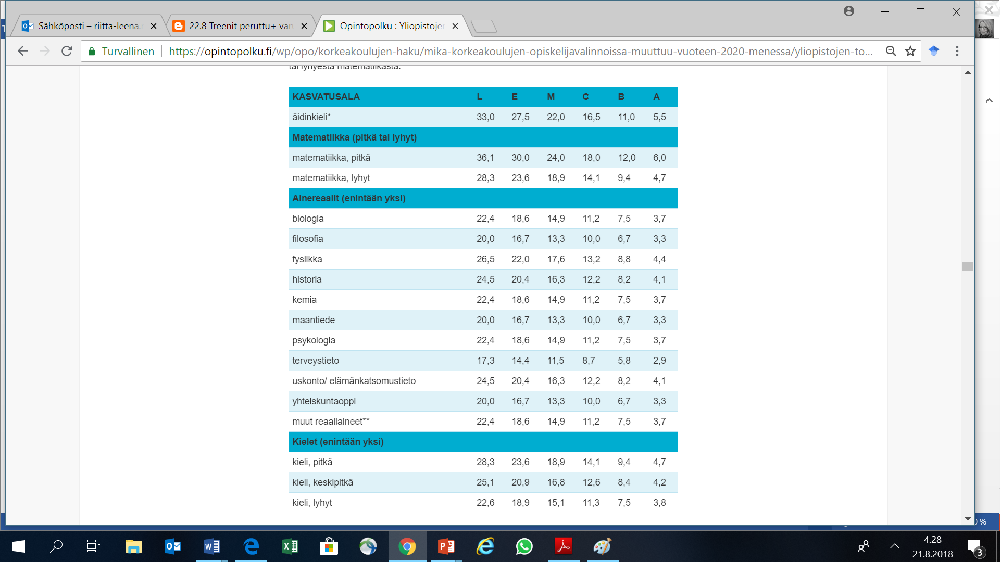 Sähköposti – riitta-leena.
22.8 Treenit peruttu+ var
Opintopolku : Yliopistojen
Turvallinen
https://opintopolku.fi/wp/opo/korkeakoulujen-haku/mika-korkeakoulujen-opiskelijavalinnoissa-muuttuu-vuoteen-2020-menessa/yliopistojen-to...
tai lyhyestä matematiikasta.
KASVATUSALA L E M C B A
äidinkieli* 33,0 27,5 22,0 16,5 11,0 5,5
Matematiikka (pitkä tai lyhyt)
matematiikka, pitkä 36,1 30,0 24,0 18,0 12,0 6,0
matematiikka, lyhyt 28,3 23,6 18,9 14,1 9,4 4,7
Ainereaalit (enintään yksi)
biologia 22,4 18,6 14,9 11,2 7,5 3,7
filosofia 20,0 16,7 13,3 10,0 6,7 3,3
fysiikka 26,5 22,0 17,6 13,2 8,8 4,4
historia 24,5 20,4 16,3 12,2 8,2 4,1
kemia 22,4 18,6 14,9 11,2 7,5 3,7
maantiede 20,0 16,7 13,3 10,0 6,7 3,3
psykologia 22,4 18,6 14,9 11,2 7,5 3,7
terveystieto 17,3 14,4 11,5 8,7 5,8 2,9
uskonto/ elämänkatsomustieto 24,5 20,4 16,3 12,2 8,2 4,1
yhteiskuntaoppi 20,0 16,7 13,3 10,0 6,7 3,3
muut reaaliaineet** 22,4 18,6 14,9 11,2 7,5 3,7
Kielet (enintään yksi)
kieli, pitkä 28,3 23,6 18,9 14,1 9,4 4,7
kieli, keskipitkä 25,1 20,9 16,8 12,6 8,4 4,2
kieli, lyhyt 22,6 18,9 15,1 11,3 7,5 3,8
4.28
21.8.2018
3